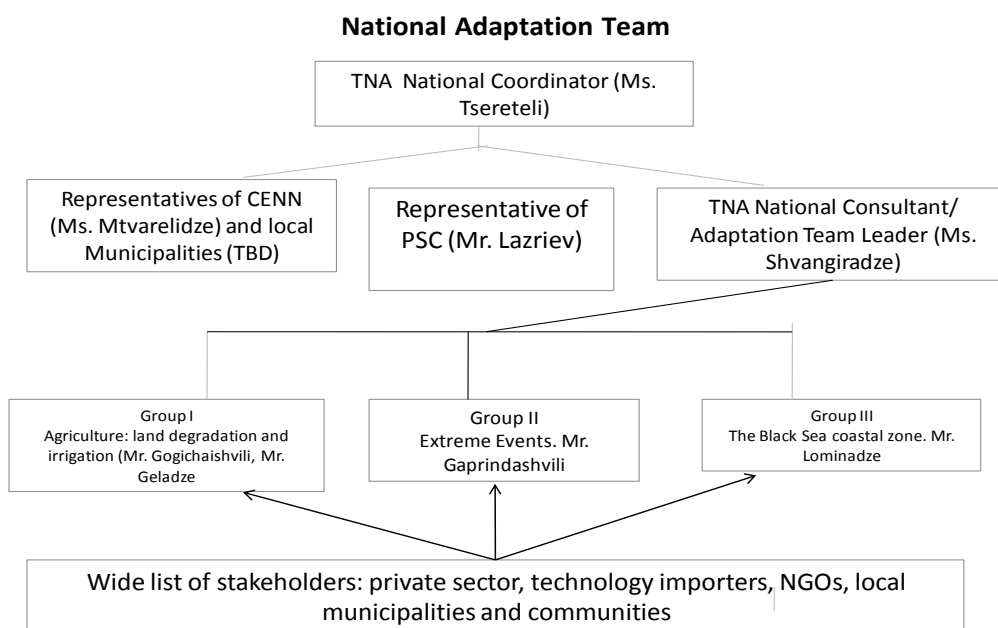 National Adaptation Team
TNA National Coordinator (Ms.
Tsereteli)
Representatives of CENN
(Ms. Mtvarelidze) and local
Municipalities (TBD)
Representative of
PSC (Mr. Lazriev)
TNA National Consultant/
Adaptation Team Leader (Ms.
Shvangiradze)
Group I
Agriculture: land degradation and
irrigation (Mr. Gogichaishvili, Mr.
Geladze
Group II
Extreme Events. Mr.
Gaprindashvili
Group III
The Black Sea coastal zone. Mr.
Lominadze
Wide list of stakeholders: private sector, technology importers, NGOs, local
municipalities and communities